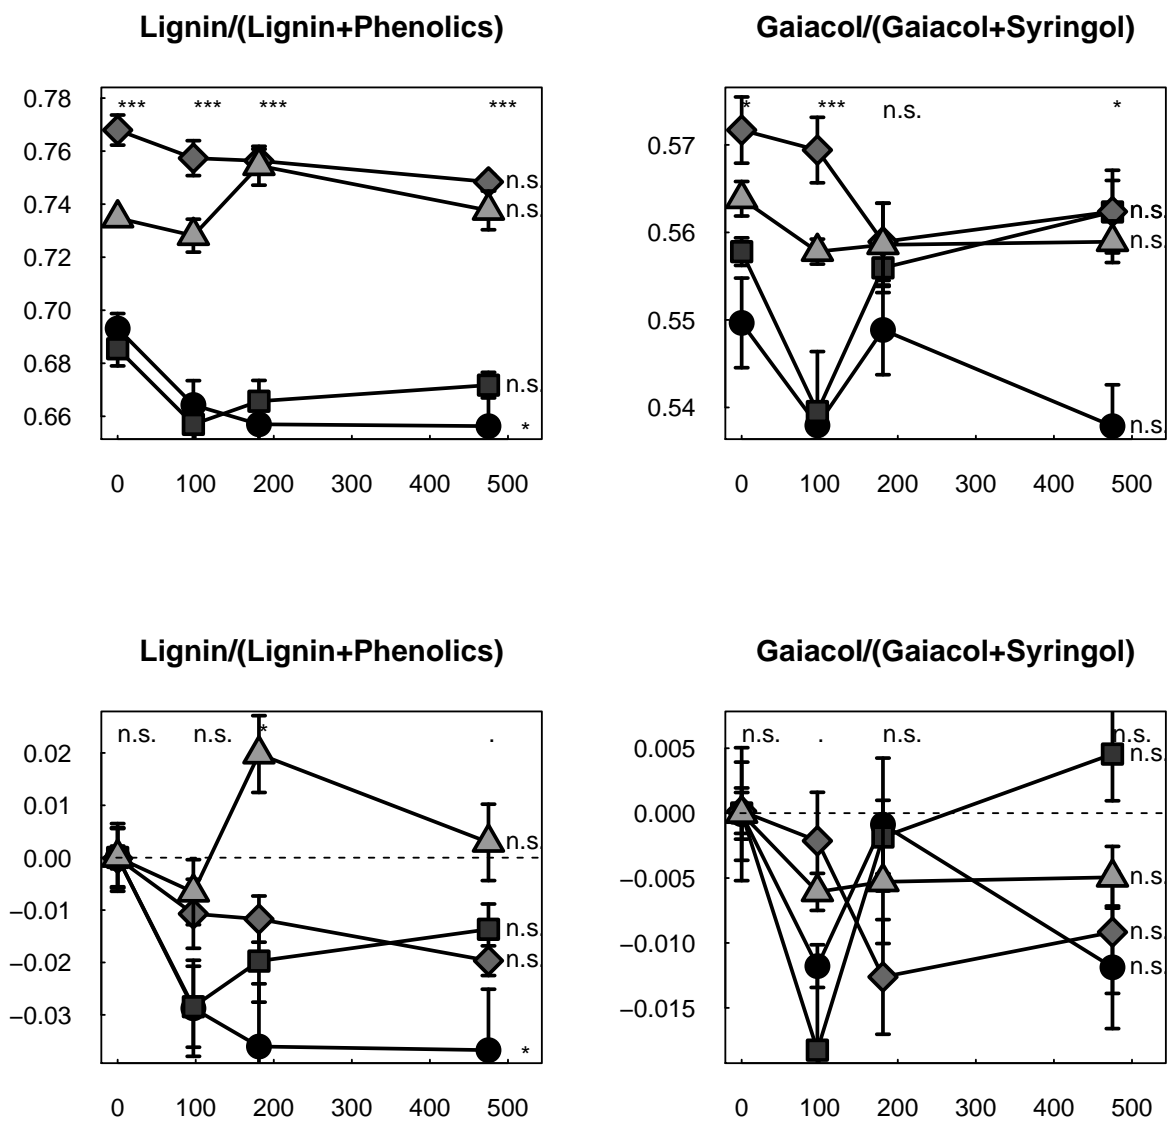 Lignin/(Lignin+Phenolics)
0.78
0.76
0.74
0.72
0.70
0.68
0.66
*** *** *** ***
n.s.
n.s.
n.s.
*
0 100 200 300 400 500
Gaiacol/(Gaiacol+Syringol)
0.57
0.56
0.55
0.54
* *** n.s. *
n.s.
n.s.
n.s.
0 100 200 300 400 500
Lignin/(Lignin+Phenolics)
0.02
0.01
0.00
−0.01
−0.02
−0.03
n.s. n.s. * .
n.s.
n.s.
n.s.
*
0 100 200 300 400 500
Gaiacol/(Gaiacol+Syringol)
0.005
0.000
−0.005
−0.010
−0.015
n.s. . n.s. n.s.
n.s.
n.s.
n.s.
n.s.
0 100 200 300 400 500